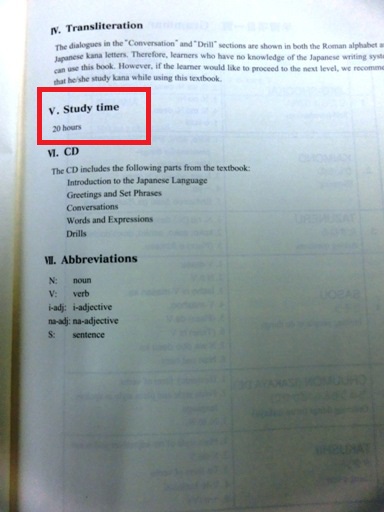 IV. Transliteration
The dialogues in the "Conversation" and "Drill" sections are shown in both the Roman alphabet a
Japanese kana letters. Therefore, learners who have no knowledge of the Japanese writing syst
can use this book. However, if the learner would like to proceed to the next level, we recomme
that he/she study kana while using this textbook.
V. Study time
20 hours
VI. CD
The CD includes the following parts from the textbook:
Introduction to the Japanese Language
Greetings and Set Phrases
Conversations
Words and Expressions
Drills
VII. Abbreviations
N: noun
V: verb
i-adj: i-adjective
na-adj: na-adjective
S: sentence